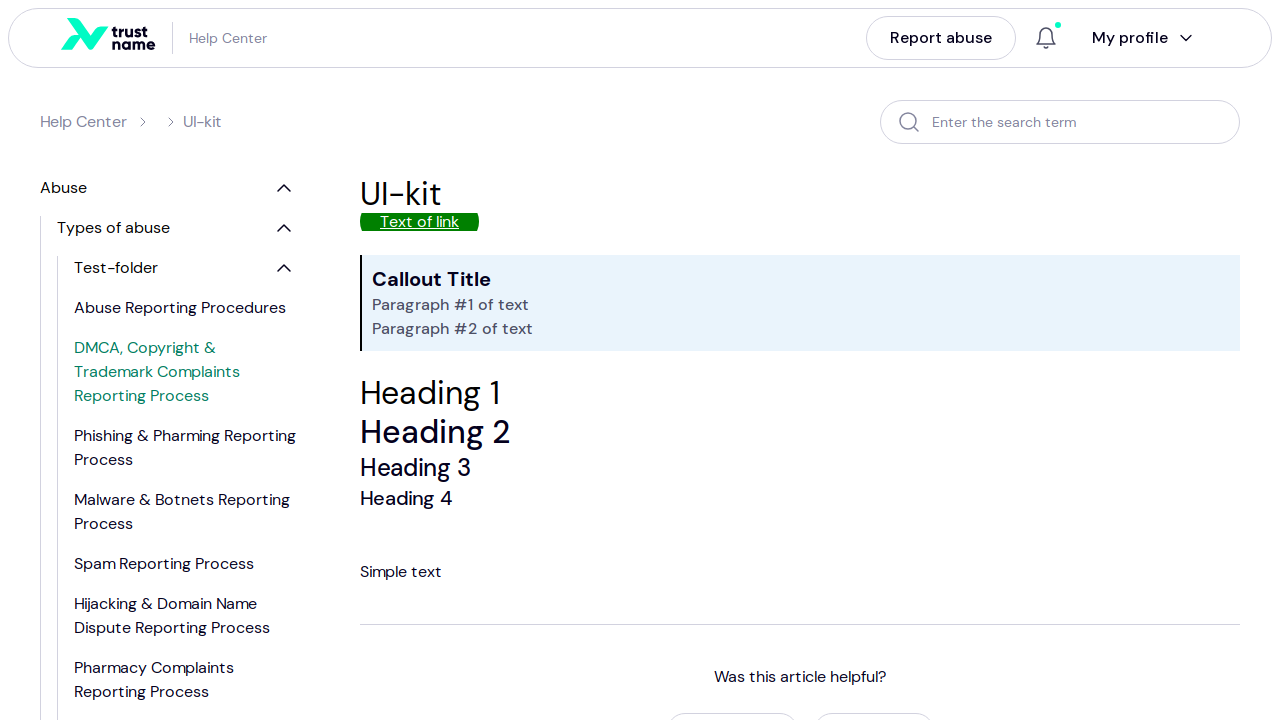 trust
name
Help Center
Report abuse
My profile
Help Center
UI-kit
Enter the search term
Abuse
Types of abuse
Test-folder
Abuse Reporting Procedures
DMCA, Copyright &
Trademark Complaints
Reporting Process
Phishing & Pharming Reporting
Process
Malware & Botnets Reporting
Process
Spam Reporting Process
Hijacking & Domain Name
Dispute Reporting Process
Pharmacy Complaints
Reporting Process
UI-kit
Text of link
Callout Title
Paragraph #1 of text
Paragraph #2 of text
Heading 1
Heading 2
Heading 3
Heading 4
Simple text
Was this article helpful?